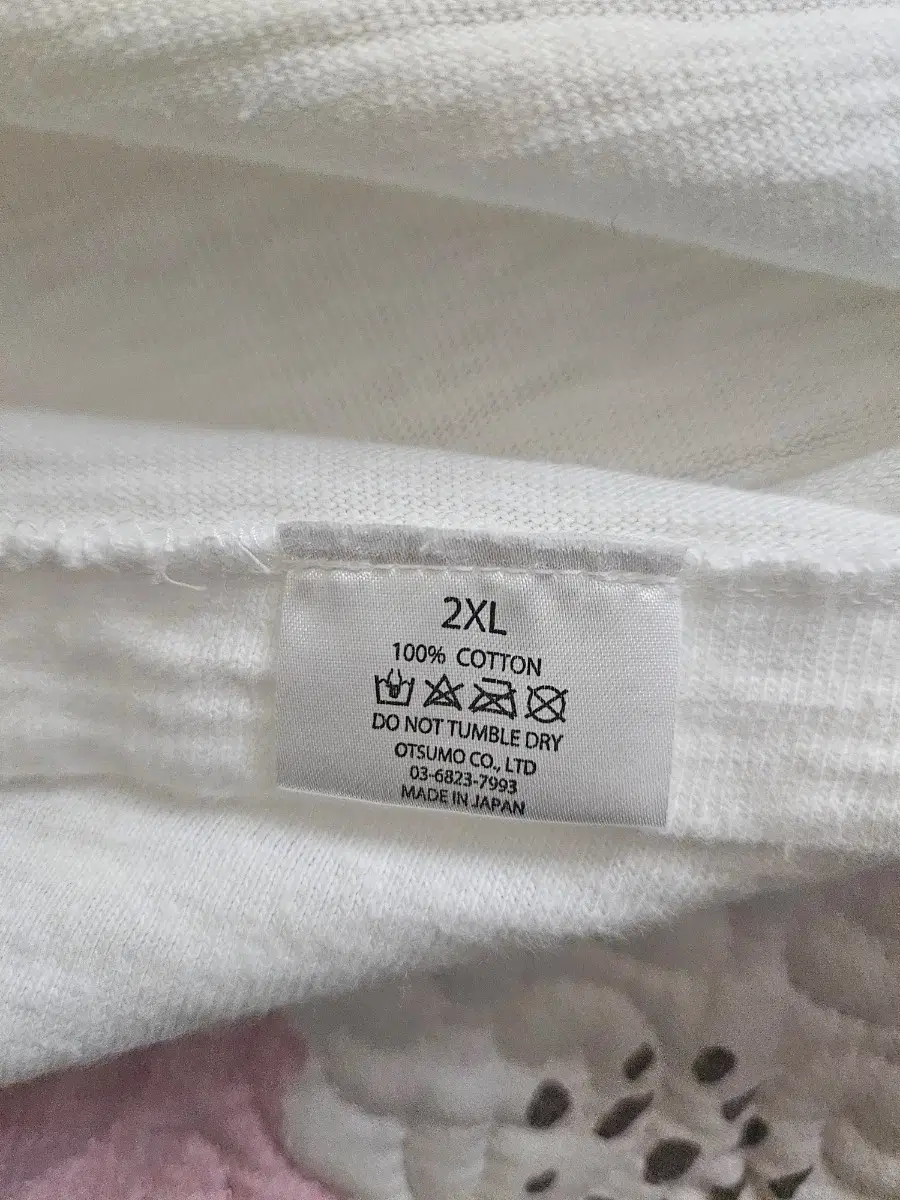 2XL
100% COTTON
DO NOT TUMBLE DRY
OTSUMO CO., LTD
03-6823-7993
MADE IN JAPAN